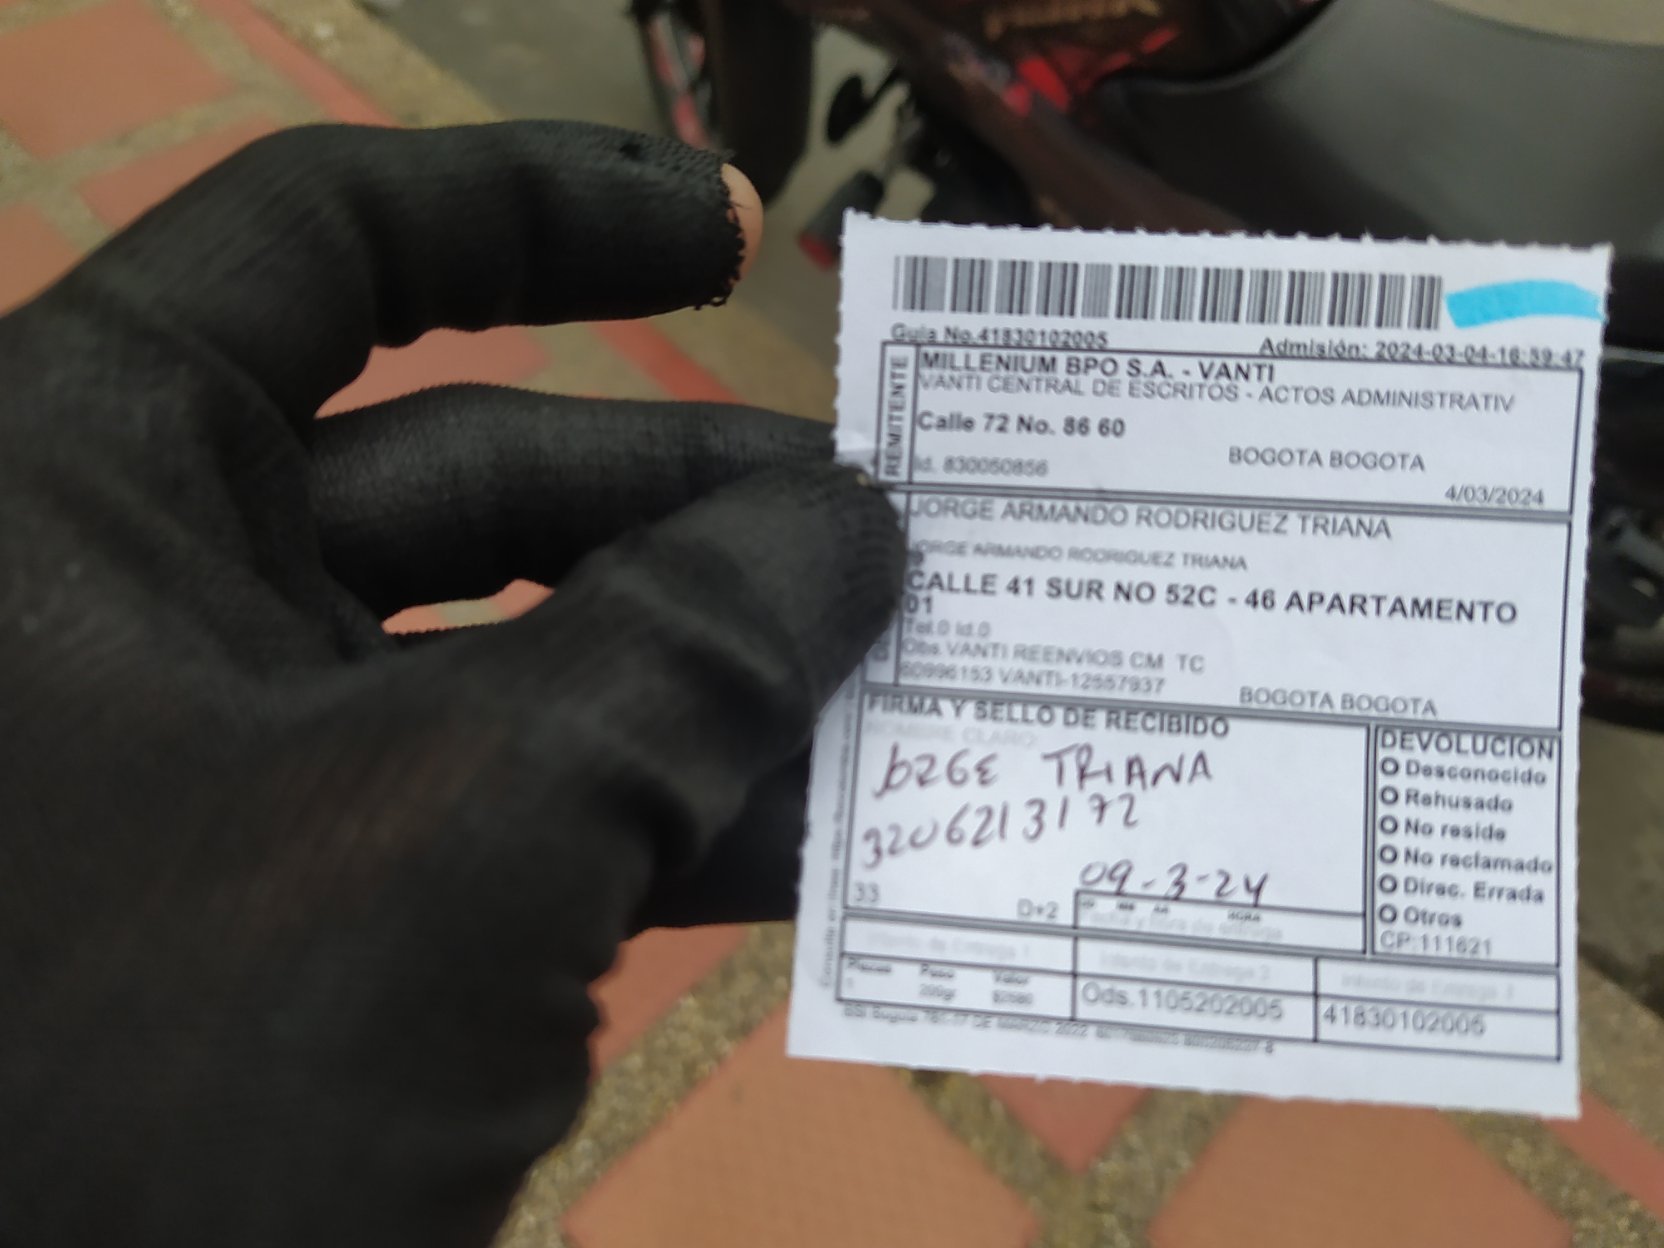 Guia No.41830102005
Admisión: 2024-03-04-16:39:47
REMITENTE
MILLENIUM BPO S.A. - VANTI
VANTI CENTRAL DE ESCRITOS - ACTOS ADMINISTRATIV
Calle 72 No. 86 60
BOGOTA BOGOTA
Id. 830050856
4/03/2024
JORGE ARMANDO RODRIGUEZ TRIANA
JORGE ARMANDO RODRIGUEZ TRIANA
CALLE 41 SUR NO 52C - 46 APARTAMENTO
01
Tel.0 Id.0
Obs.VANTI REENVIOS CM TC
60996153 VANTI-12557937
BOGOTA BOGOTA
FIRMA Y SELLO DE RECIBIDO
NOMBRE CLARO:
JORGE TRIANA
3206213172
09-3-24
33
D+2
Fecha y hora de entrega
DEVOLUCION
O Desconocido
O Rehusado
O No reside
O No reclamado
O Direc. Errada
O Otros
CP:111621
Intento de Entrega 1
Intento de Entrega 2
Intento de Entrega 3
Piezas
1
Peso
200gr
Valor
Ods.1105202005
41830102005